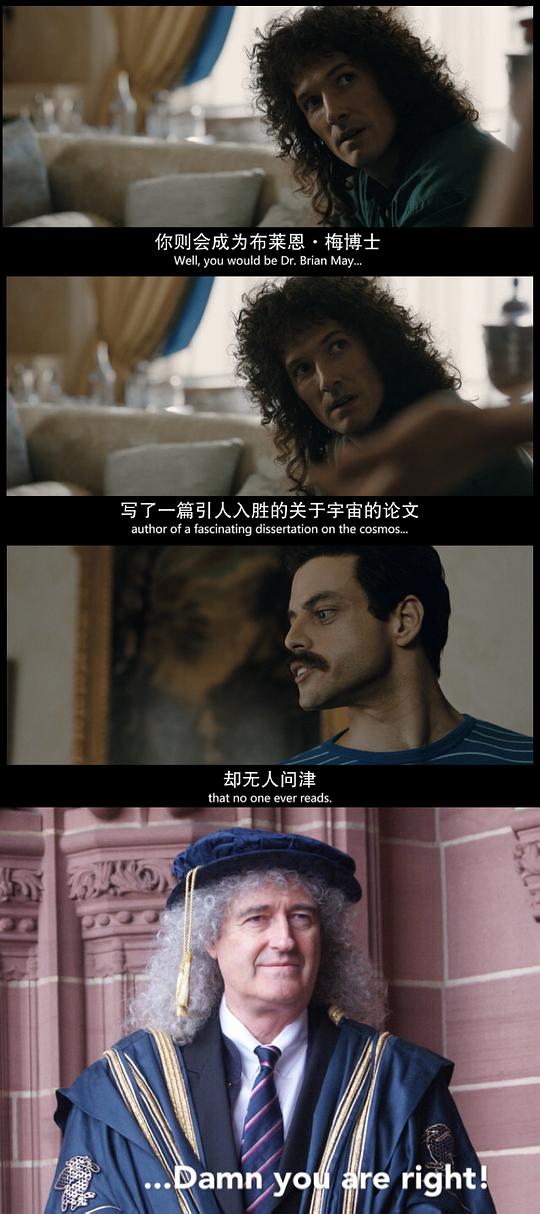 你则会成为布莱恩·梅博士
Well, you would be Dr. Brian May...
写了一篇引人入胜的关于宇宙的论文
author of a fascinating dissertation on the cosmos...
却无人问津
that no one ever reads.
...Damn you are right!